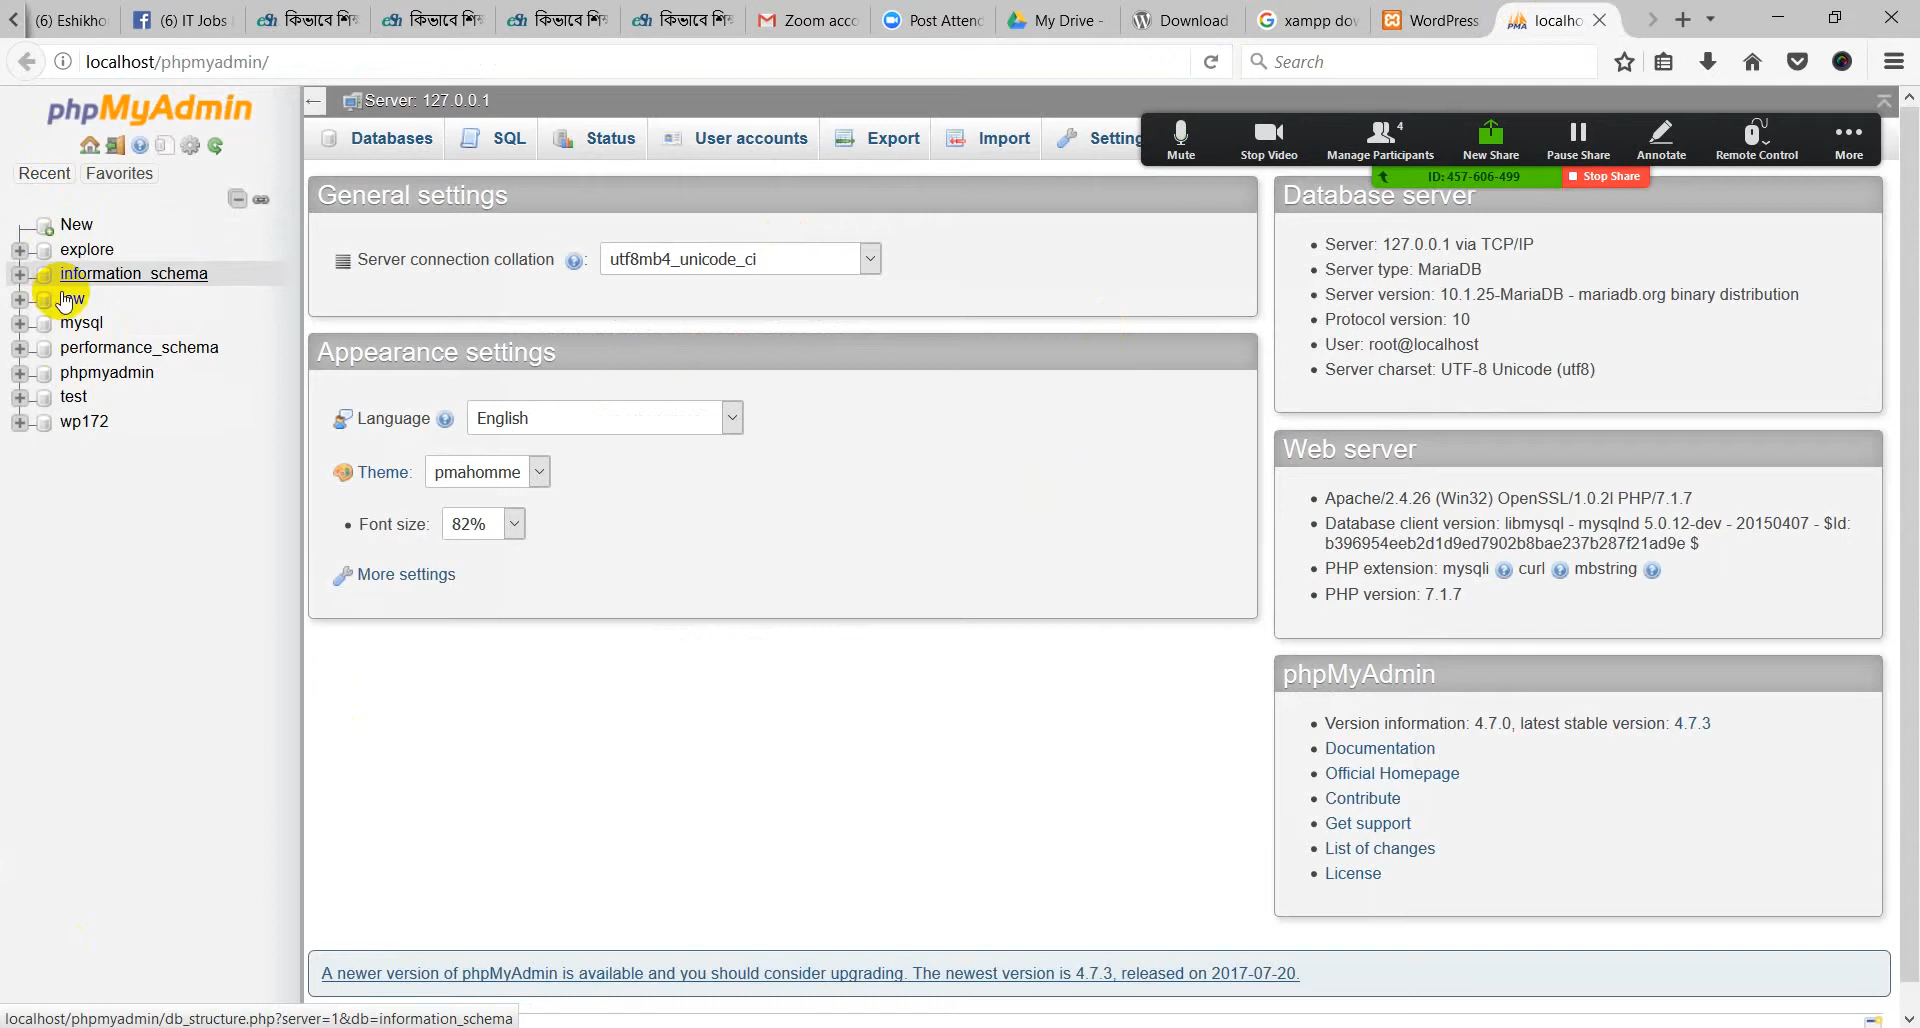 (6) Eshikho
(6) IT Jobs
কিভাবে শি
কিভাবে শি
কিভাবে শি
কিভাবে শি
Zoom acco
Post Attend
My Drive -
Download
xampp do
WordPress
localho
localhost/phpmyadmin/
Search
phpMyAdmin
Recent
Favorites
New
explore
information_schema
mysql
performance_schema
phpmyadmin
test
wp172
Server: 127.0.0.1
Databases
SQL
Status
User accounts
Export
Import
Setting
Mute
Stop Video
Manage Participants
4
New Share
Pause Share
Annotate
Remote Control
More
ID: 457-606-499
Stop Share
General settings
Server connection collation :
utf8mb4_unicode_ci
Appearance settings
Language
English
Theme:
pmahomme
Font size:
82%
More settings
Database server
Server: 127.0.0.1 via TCP/IP
Server type: MariaDB
Server version: 10.1.25-MariaDB - mariadb.org binary distribution
Protocol version: 10
User: root@localhost
Server charset: UTF-8 Unicode (utf8)
Web server
Apache/2.4.26 (Win32) OpenSSL/1.0.2l PHP/7.1.7
Database client version: libmysql - mysqlnd 5.0.12-dev - 20150407 - $Id:
b396954eeb2d1d9ed7902b8bae237b287f21ad9e $
PHP extension: mysqli curl mbstring
PHP version: 7.1.7
phpMyAdmin
Version information: 4.7.0, latest stable version: 4.7.3
Documentation
Official Homepage
Contribute
Get support
List of changes
License
A newer version of phpMyAdmin is available and you should consider upgrading. The newest version is 4.7.3, released on 2017-07-20.
localhost/phpmyadmin/db_structure.php?server=1&db=information_schema